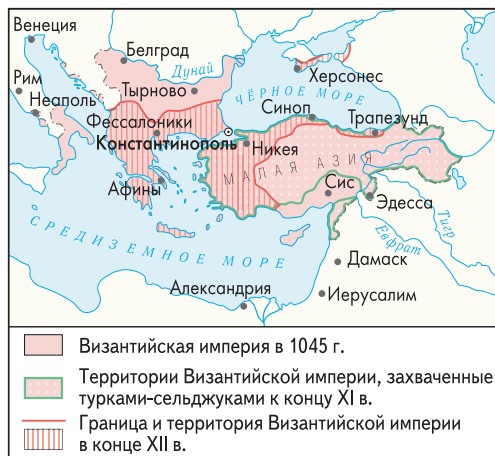 Венеция
Белград
Рим
Дунай
Херсонес
Неаполь
Тырново
ЧЁРНОЕ МОРЕ
Синоп
Фессалоники
Трапезунд
Константинополь
Никея
МАЛАЯ АЗИЯ
Афины
Сис
Эдесса
СРЕДИЗЕМНОЕ МОРЕ
Тигр
Евфрат
Дамаск
Александрия
Иерусалим
Византийская империя в 1045 г.
Территории Византийской империи, захваченные
турками-сельджуками к концу XI в.
Граница и территория Византийской империи
в конце XII в.